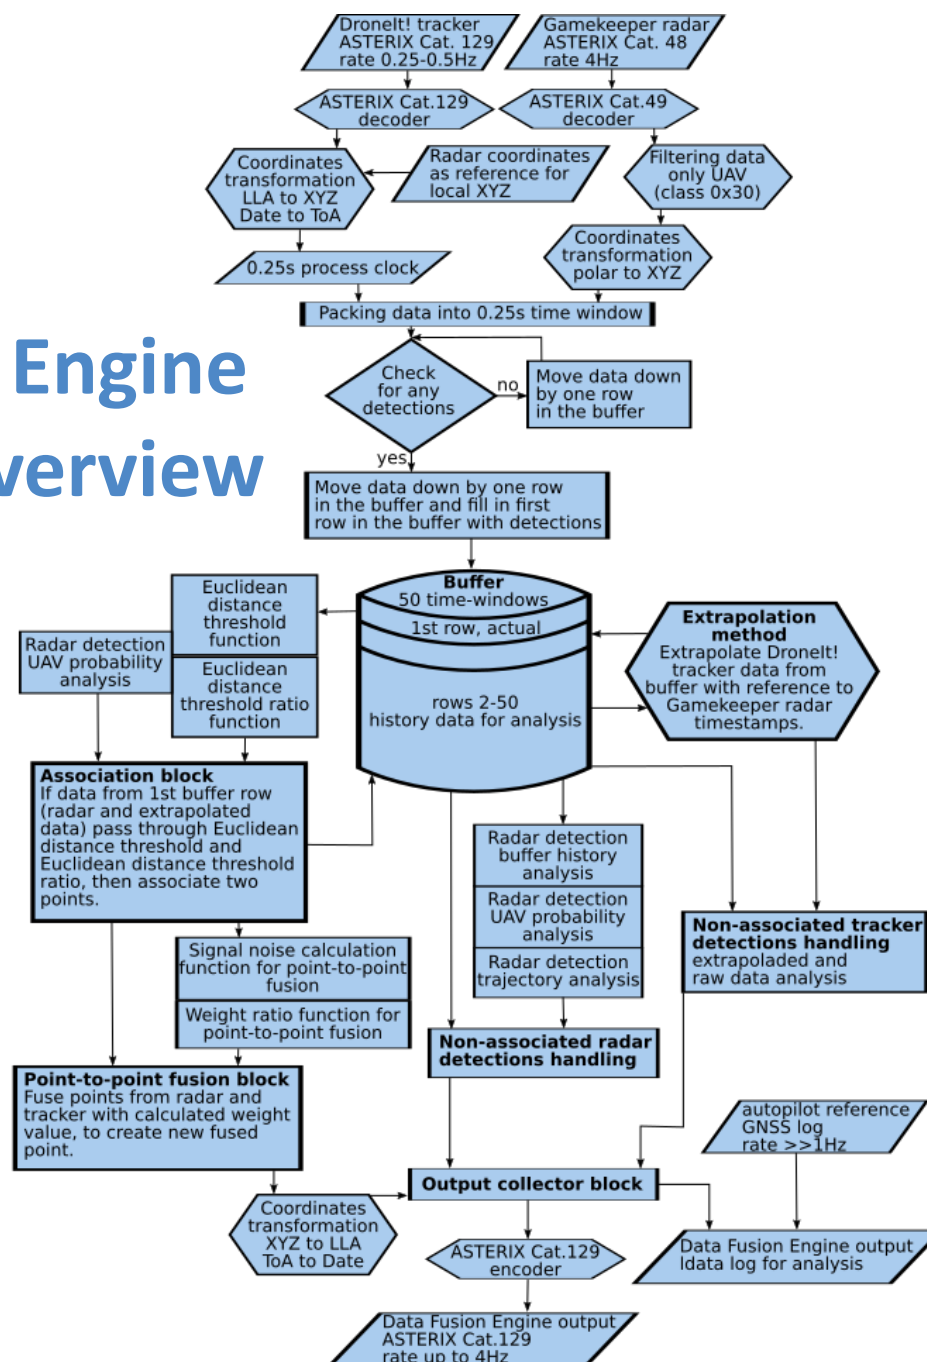 DroneIt! tracker
ASTERIX Cat. 129
rate 0.25-0.5Hz
Gamekeeper radar
ASTERIX Cat. 48
rate 4Hz
ASTERIX Cat.129
decoder
ASTERIX Cat.49
decoder
Coordinates
transformation
LLA to XYZ
Date to ToA
Radar coordinates
as reference for
local XYZ
Filtering data
only UAV
(class 0x30)
Coordinates
transformation
polar to XYZ
0.25s process clock
Packing data into 0.25s time window
Engine
verview
Check
for any
detections
no
Move data down
by one row
in the buffer
yes
Move data down by one row
in the buffer and fill in first
row in the buffer with detections
Buffer
50 time-windows
1st row, actual
rows 2-50
history data for analysis
Euclidean
distance
threshold
function
Radar detection
UAV probability
analysis
Euclidean
distance
threshold ratio
function
Extrapolation
method
Extrapolate DroneIt!
tracker data from
buffer with reference to
Gamekeeper radar
timestamps.
Association block
If data from 1st buffer row
(radar and extrapolated
data) pass through Euclidean
distance threshold and
Euclidean distance threshold
ratio, then associate two
points.
Radar detection
buffer history
analysis
Radar detection
UAV probability
analysis
Radar detection
trajectory analysis
Non-associated tracker
detections handling
extrapoladed and
raw data analysis
Signal noise calculation
function for point-to-point
fusion
Weight ratio function for
point-to-point fusion
Non-associated radar
detections handling
Point-to-point fusion block
Fuse points from radar and
tracker with calculated weight
value, to create new fused
point.
autopilot reference
GNSS log
rate >>1Hz
Output collector block
Coordinates
transformation
XYZ to LLA
ToA to Date
ASTERIX Cat.129
encoder
Data Fusion Engine output
ldata log for analysis
Data Fusion Engine output
ASTERIX Cat.129
rate up to 4Hz